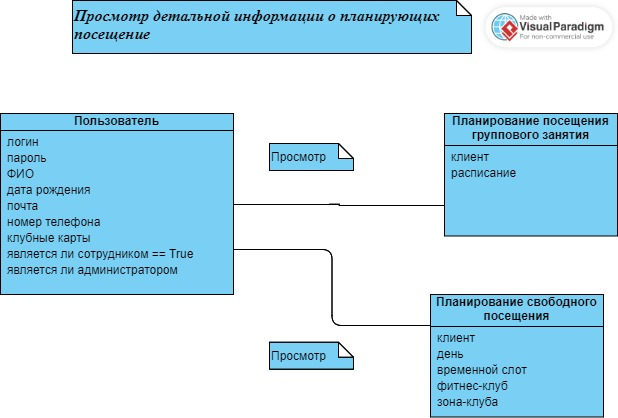 Просмотр детальной информации о планирующих
посещение
Made with
Visual Paradigm
For non-commercial use
Пользователь
логин
пароль
ФИО
дата рождения
почта
номер телефона
клубные карты
является ли сотрудником == True
является ли администратором
Просмотр
Планирование посещения
группового занятия
клиент
расписание
Просмотр
Планирование свободного
посещения
клиент
день
временной слот
фитнес-клуб
зона-клуба